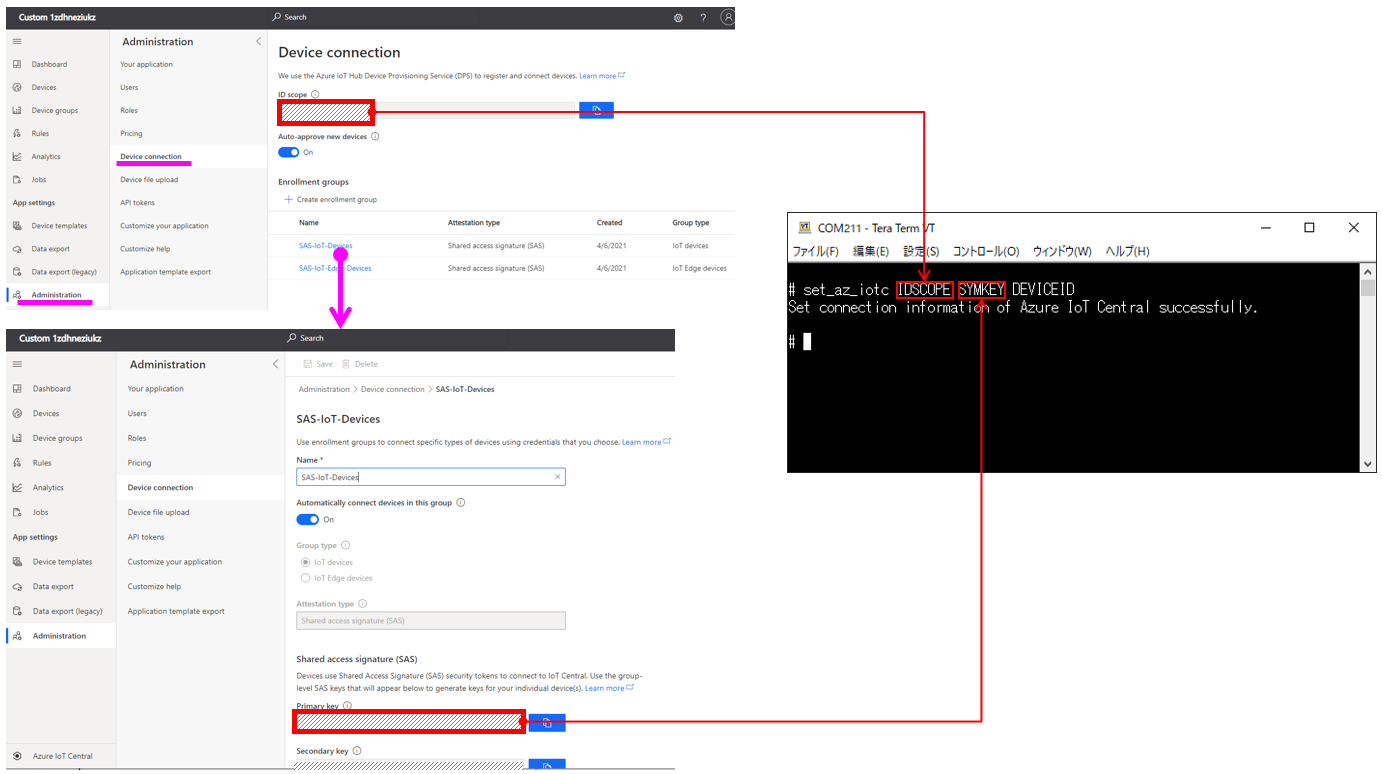 Custom 1zdhneziukz
Search
?
Dashboard
Devices
Device groups
Rules
Analytics
Jobs
App settings
Device templates
Data export
Data export (legacy)
Administration
Administration
Your application
Users
Roles
Pricing
Device connection
Device file upload
API tokens
Customize your application
Customize help
Application template export
Device connection
We use the Azure IoT Hub Device Provisioning Service (DPS) to register and connect devices. Learn more
ID scope
Auto-approve new devices
On
Enrollment groups
+ Create enrollment group
Name Attestation type Created Group type
SAS-IoT-Devices Shared access signature (SAS) 4/6/2021 IoT devices
SAS-IoT-Edge-Devices Shared access signature (SAS) 4/6/2021 IoT Edge devices
COM211 - Tera Term VT
ファイル(F) 編集(E) 設定(S) コントロール(O) ウィンドウ(W) ヘルプ(H)
# set_az_iotc IDSCOPE SYMKEY DEVICEID
Set connection information of Azure IoT Central successfully.
#
Custom 1zdhneziukz
Search
Dashboard
Devices
Device groups
Rules
Analytics
Jobs
App settings
Device templates
Data export
Data export (legacy)
Administration
Azure IoT Central
Administration
Your application
Users
Roles
Pricing
Device connection
Device file upload
API tokens
Customize your application
Customize help
Application template export
Save Delete
Administration > Device connection > SAS-IoT-Devices
SAS-IoT-Devices
Use enrollment groups to connect specific types of devices using credentials that you choose. Learn more
Name *
SAS-IoT-Devices
Automatically connect devices in this group
On
Group type
IoT devices
IoT Edge devices
Attestation type
Shared access signature (SAS)
Shared access signature (SAS)
Devices use Shared Access Signature (SAS) security tokens to connect to IoT Central. Use the group-
level SAS keys that will appear below to generate keys for your individual device(s). Learn more
Primary key
Secondary key